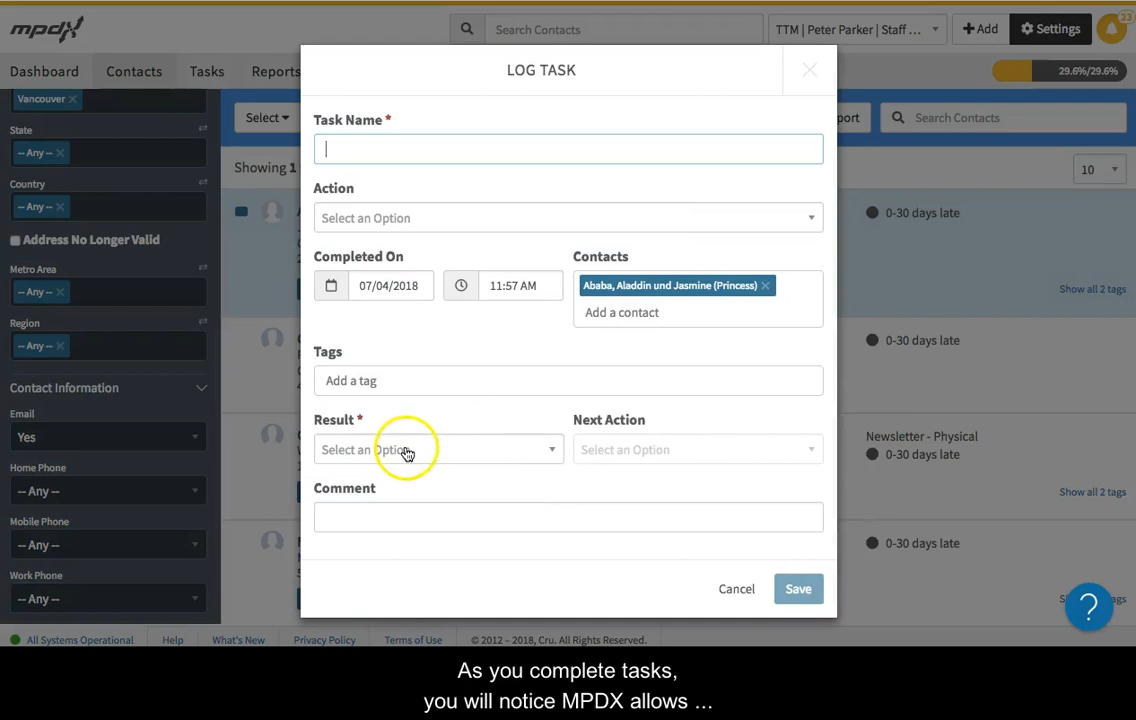 mpdx
Search Contacts
TTM | Peter Parker | Staff ...
Add
Settings
23
Dashboard
Contacts
Tasks
Reports
29.6%/29.6%
Vancouver ×
State
-- Any -- ×
Country
-- Any -- ×
Address No Longer Valid
Metro Area
-- Any -- ×
Region
-- Any -- ×
Contact Information
Email
Yes
Home Phone
-- Any --
Mobile Phone
-- Any --
Work Phone
-- Any --
Select
Showing 1
port
Search Contacts
10
0-30 days late
Show all 2 tags
0-30 days late
Newsletter - Physical
0-30 days late
Show all 2 tags
0-30 days late
tags
LOG TASK
Task Name *
Action
Select an Option
Completed On
07/04/2018
11:57 AM
Contacts
Ababa, Aladdin und Jasmine (Princess) ×
Add a contact
Tags
Add a tag
Result *
Select an Option
Next Action
Select an Option
Comment
Cancel
Save
?
All Systems Operational
Help
What's New
Privacy Policy
Terms of Use
© 2012 - 2018, Cru. All Rights Reserved.
As you complete tasks,
you will notice MPDX allows ...